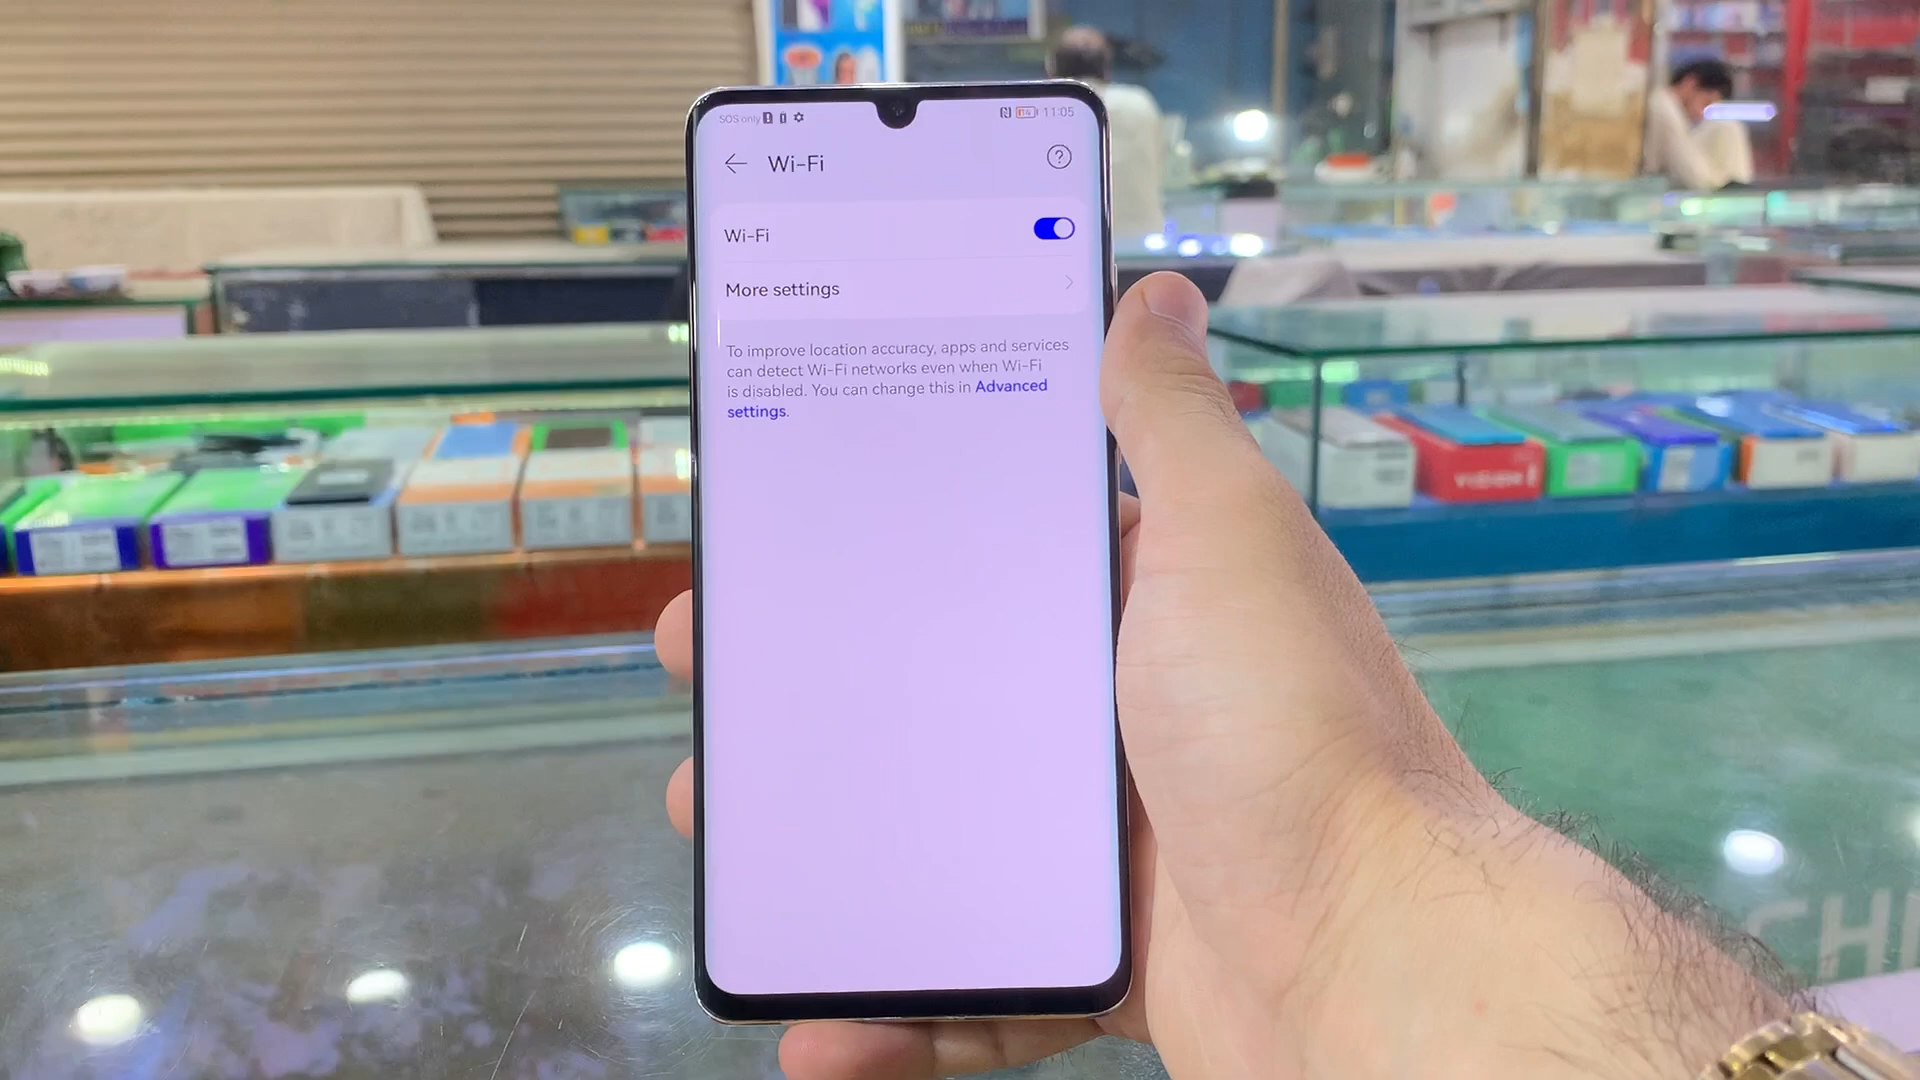 SOS only
11:05
Wi-Fi
Wi-Fi
More settings
To improve location accuracy, apps and services
can detect Wi-Fi networks even when Wi-Fi
is disabled. You can change this in Advanced
settings.